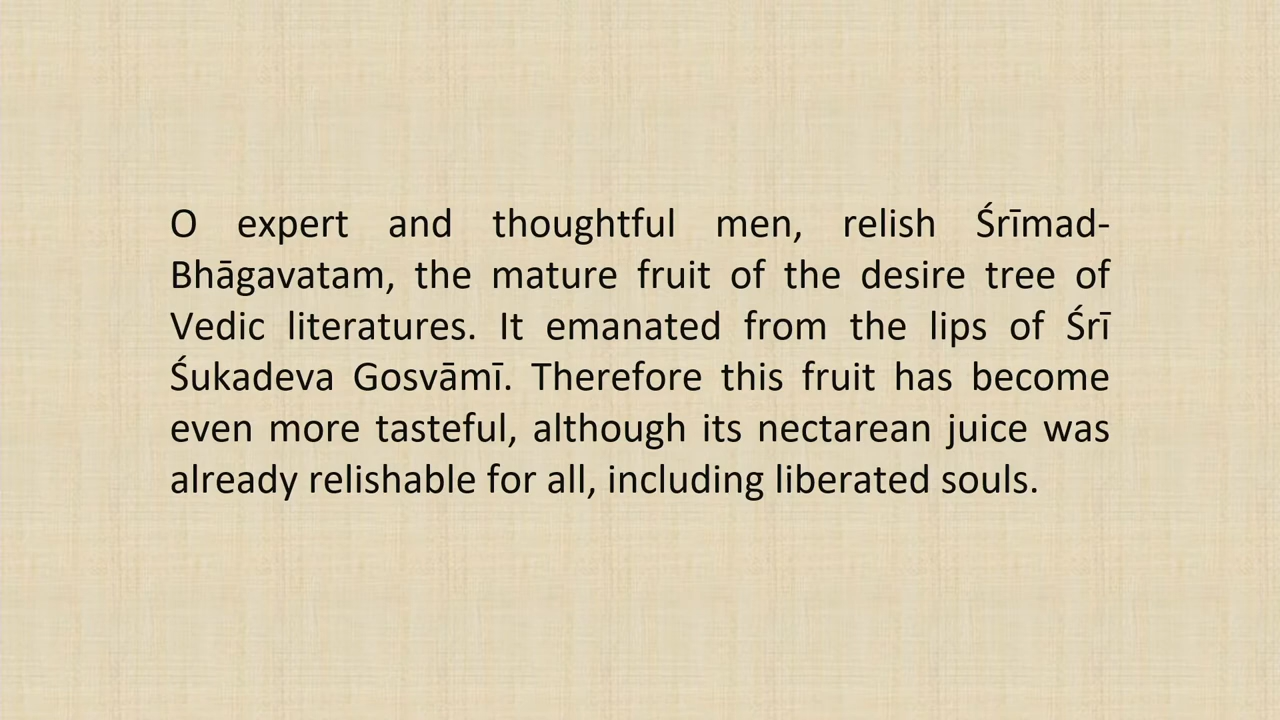 O expert and thoughtful men, relish Śrīmad-
Bhāgavatam, the mature fruit of the desire tree of
Vedic literatures. It emanated from the lips of Śrī
Śukadeva Gosvāmī. Therefore this fruit has become
even more tasteful, although its nectarean juice was
already relishable for all, including liberated souls.